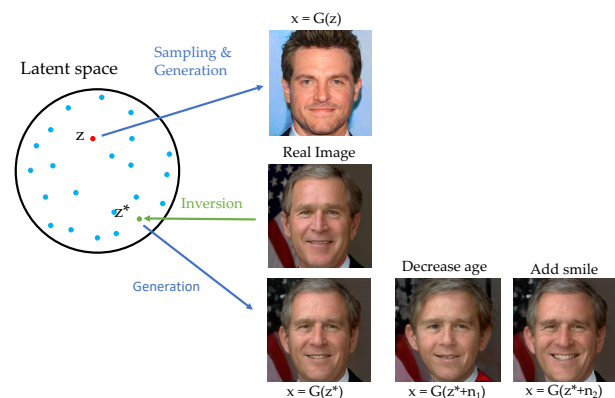 x = G(z)
Sampling &
Generation
Latent space
z
Real Image
z*
Inversion
Generation
Decrease age
Add smile
x = G(z*)
x = G(z*+n₁)
x = G(z*+n₂)